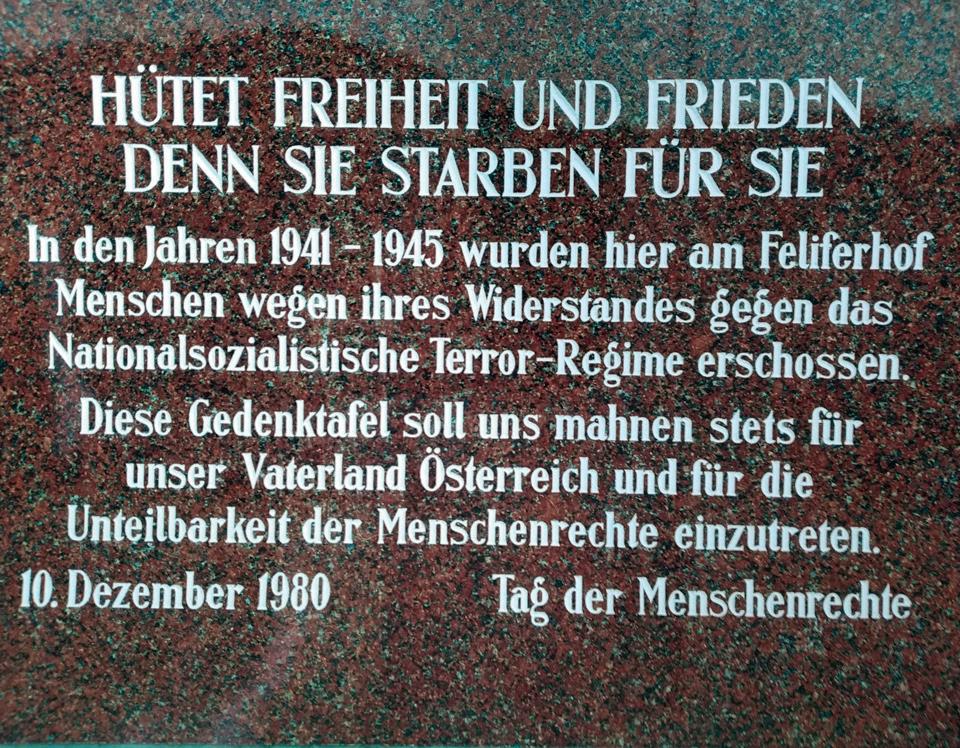 HÜTET FREIHEIT UND FRIEDEN
DENN SIE STARBEN FÜR SIE
In den Jahren 1941 – 1945 wurden hier am Feliferhof
Menschen wegen ihres Widerstandes gegen das
Nationalsozialistische Terror-Regime erschossen.
Diese Gedenktafel soll uns mahnen stets für
unser Vaterland Österreich und für die
Unteilbarkeit der Menschenrechte einzutreten.
10. Dezember 1980 Tag der Menschenrechte